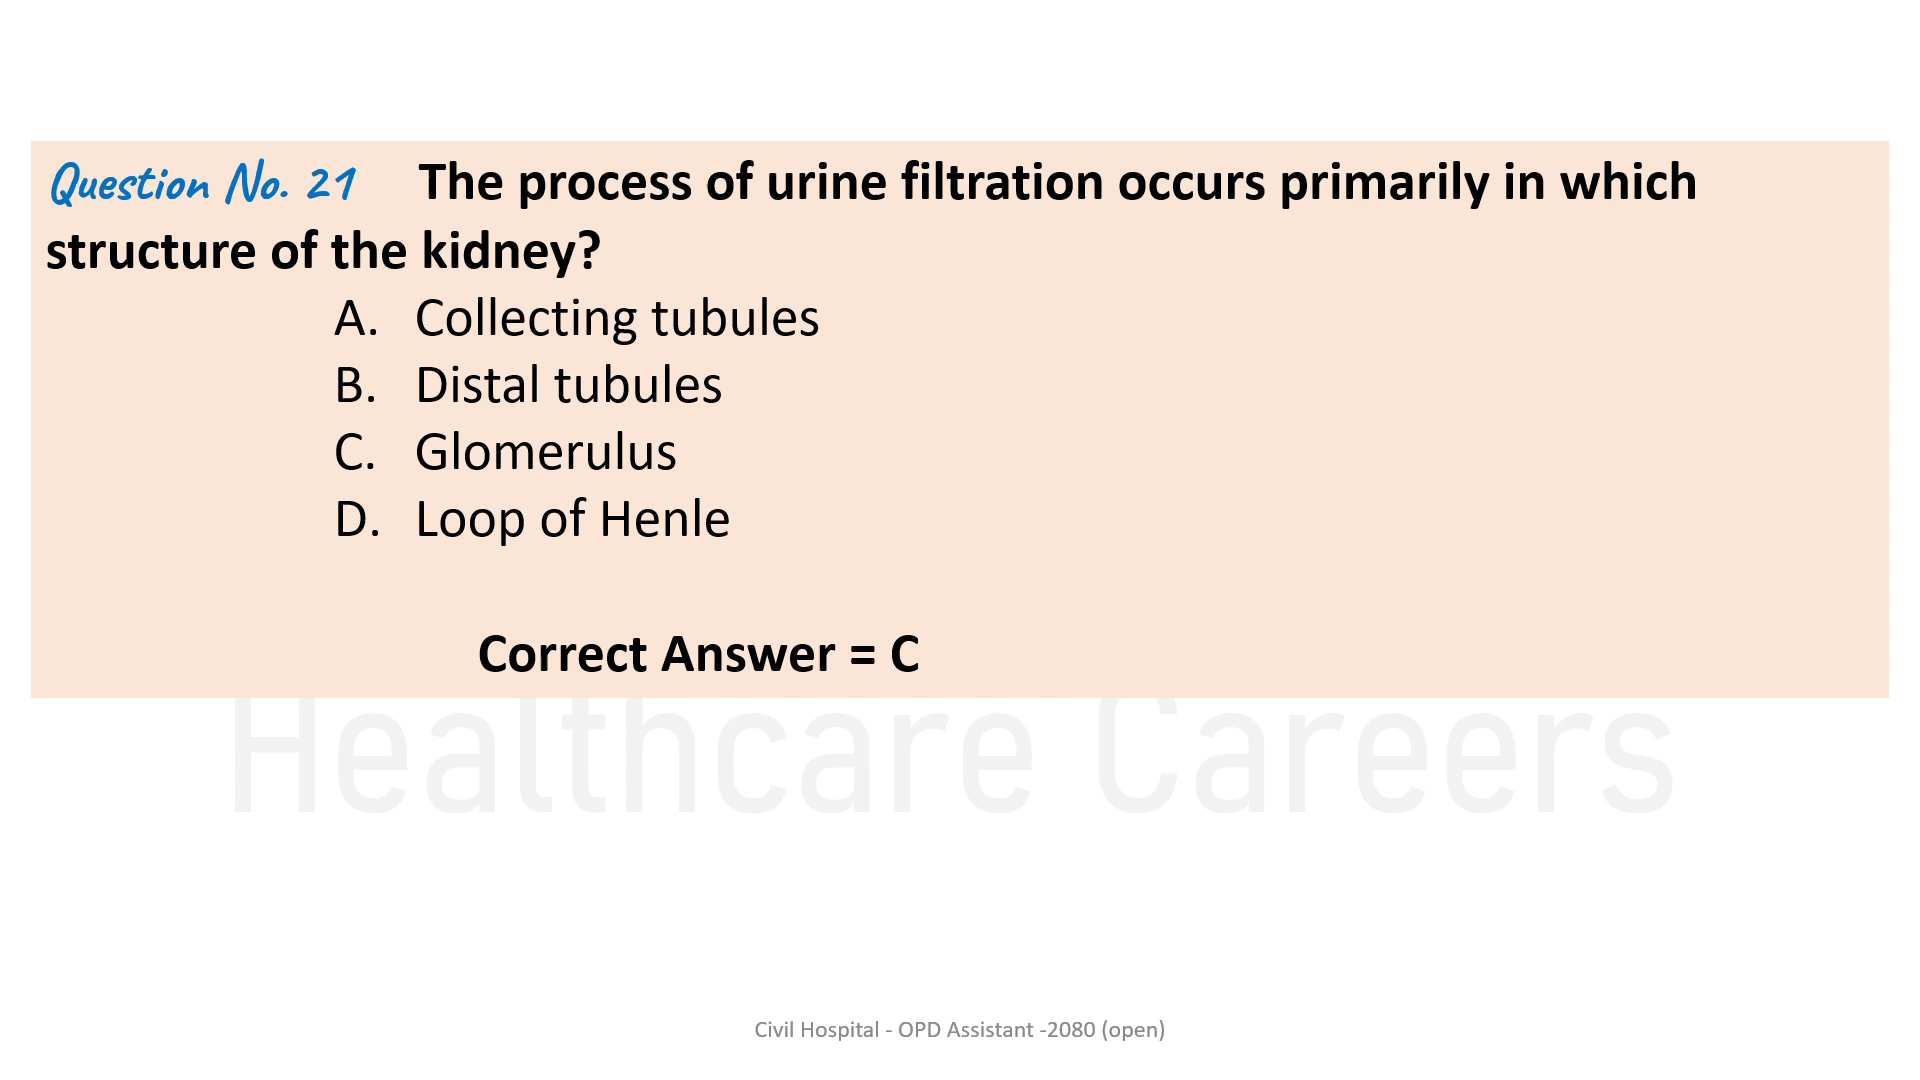 Question No. 21 The process of urine filtration occurs primarily in which
structure of the kidney?
A. Collecting tubules
B. Distal tubules
C. Glomerulus
D. Loop of Henle
Correct Answer = C
Healthcare Careers
Civil Hospital - OPD Assistant -2080 (open)